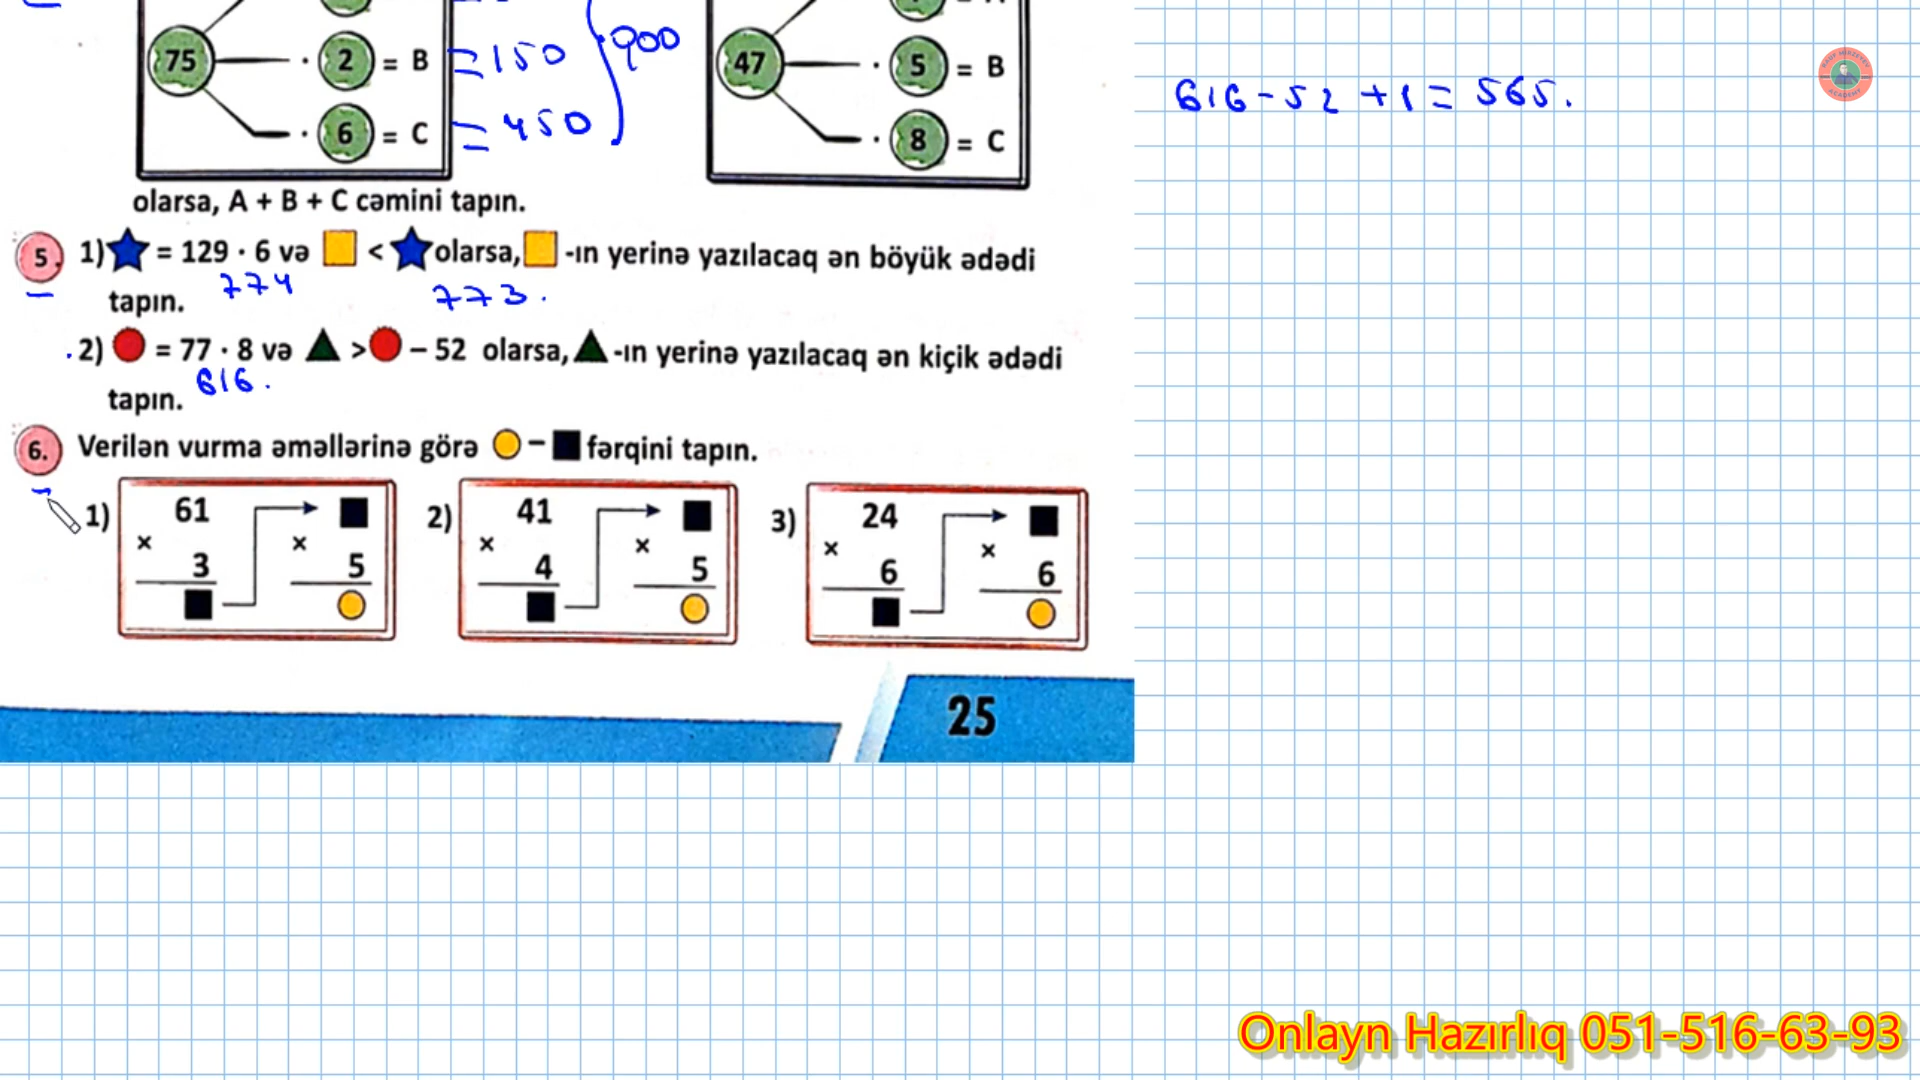 75 · 2 = B = 150 900
· 6 = C = 450
47 · 5 = B
· 8 = C
616 - 52 + 1 = 565.
olarsa, A + B + C cəmini tapın.
5. 1) = 129 · 6 və < olarsa, -ın yerinə yazılacaq ən böyük ədədi
774 773.
tapın.
2) = 77 · 8 və > – 52 olarsa, -ın yerinə yazılacaq ən kiçik ədədi
616.
tapın.
6. Verilən vurma əməllərinə görə – fərqini tapın.
1) 61
×
3
×
5
2) 41
×
4
×
5
3) 24
×
6
×
6
25
Onlayn Hazırlıq 051-516-63-93